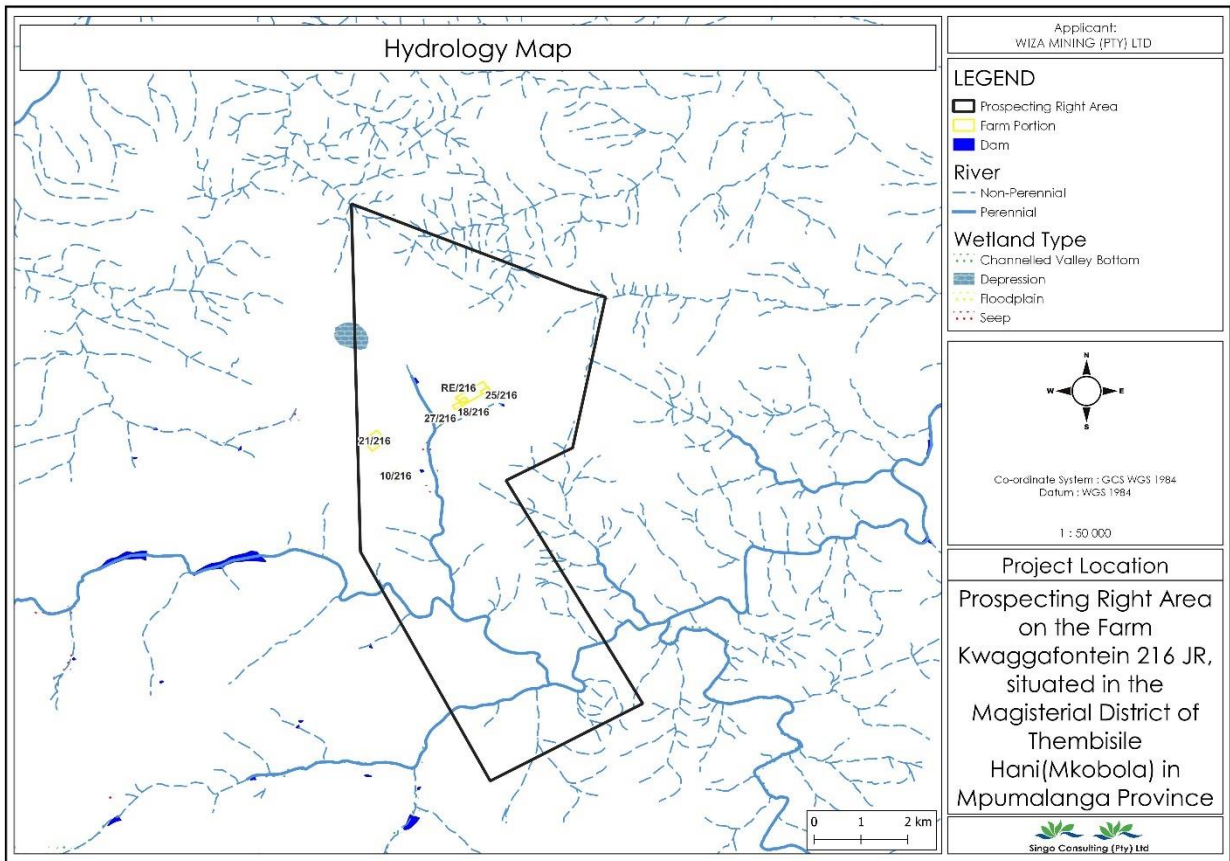 Hydrology Map
RE/216
25/216
18/216
27/216
21/216
10/216
0 1 2 km
Applicant:
WIZA MINING (PTY) LTD
LEGEND
Prospecting Right Area
Farm Portion
Dam
River
Non-Perennial
Perennial
Wetland Type
Channelled Valley Bottom
Depression
Floodplain
Seep
N
W E
S
Co-ordinate System : GCS WGS 1984
Datum : WGS 1984
1 : 50 000
Project Location
Prospecting Right Area
on the Farm
Kwaggafontein 216 JR,
situated in the
Magisterial District of
Thembisile
Hani(Mkobola) in
Mpumalanga Province
Singo Consulting (Pty) Ltd